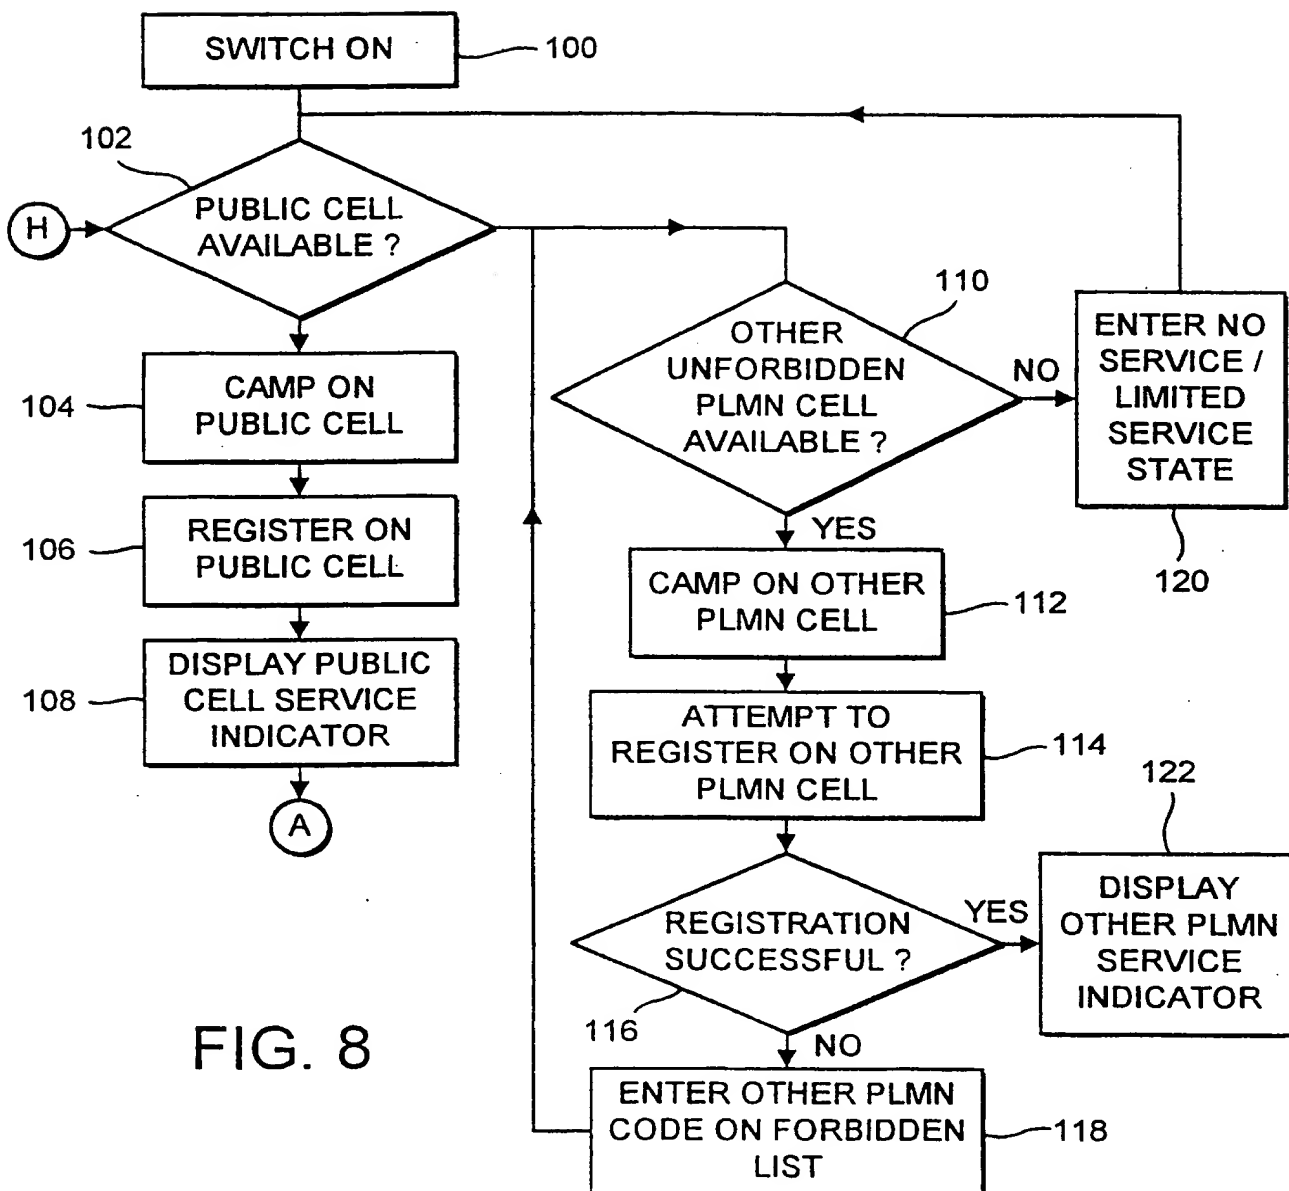 SWITCH ON
100
102
H
PUBLIC CELL
AVAILABLE ?
104
CAMP ON
PUBLIC CELL
106
REGISTER ON
PUBLIC CELL
108
DISPLAY PUBLIC
CELL SERVICE
INDICATOR
A
110
OTHER
UNFORBIDDEN
PLMN CELL
AVAILABLE ?
NO
ENTER NO
SERVICE /
LIMITED
SERVICE
STATE
120
YES
CAMP ON OTHER
PLMN CELL
112
ATTEMPT TO
REGISTER ON OTHER
PLMN CELL
114
REGISTRATION
SUCCESSFUL ?
116
YES
122
DISPLAY
OTHER PLMN
SERVICE
INDICATOR
NO
ENTER OTHER PLMN
CODE ON FORBIDDEN
LIST
118
FIG. 8